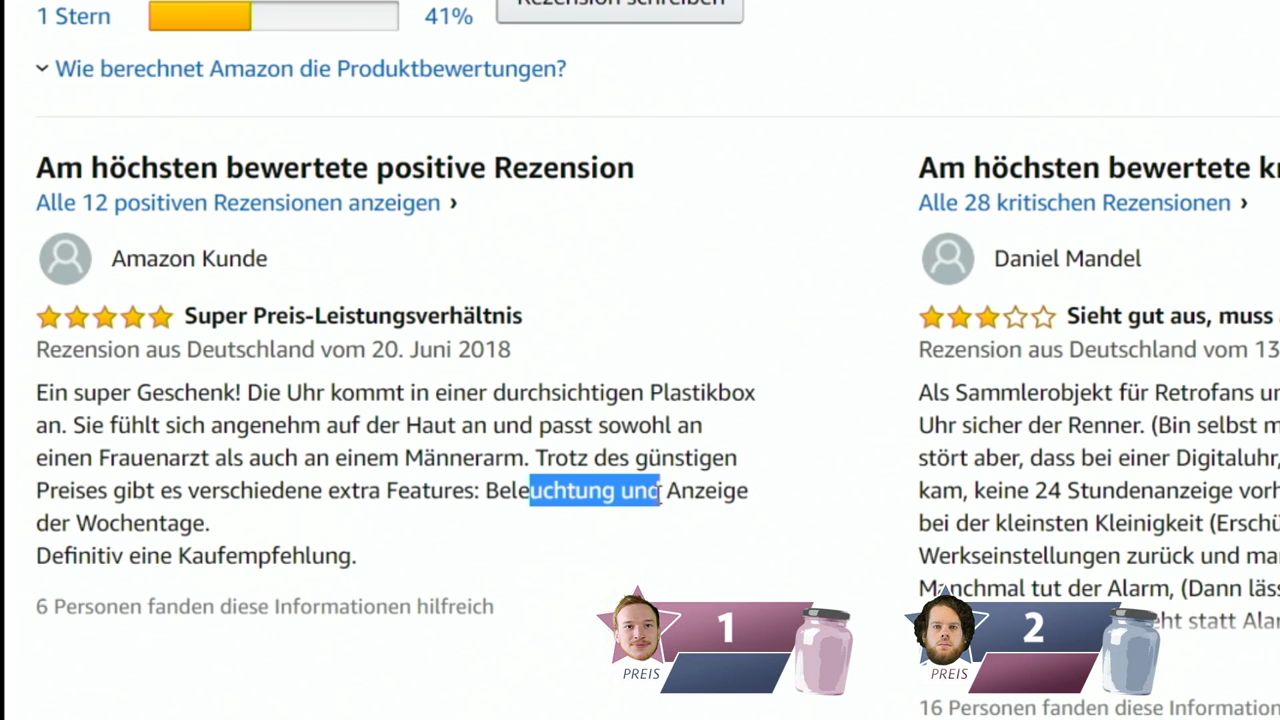 1 Stern
41%
Rezension schreiben
Wie berechnet Amazon die Produktbewertungen?
Am höchsten bewertete positive Rezension
Alle 12 positiven Rezensionen anzeigen ›
Amazon Kunde
Super Preis-Leistungsverhältnis
Rezension aus Deutschland vom 20. Juni 2018
Ein super Geschenk! Die Uhr kommt in einer durchsichtigen Plastikbox
an. Sie fühlt sich angenehm auf der Haut an und passt sowohl an
einen Frauenarzt als auch an einem Männerarm. Trotz des günstigen
Preises gibt es verschiedene extra Features: Beleuchtung und Anzeige
der Wochentage.
Definitiv eine Kaufempfehlung.
6 Personen fanden diese Informationen hilfreich
Am höchsten bewertete
Alle 28 kritischen Rezensionen ›
Daniel Mandel
Sieht gut aus, muss
Rezension aus Deutschland vom 13
Als Sammlerobjekt für Retrofans
Uhr sicher der Renner. (Bin selbst
stört aber, dass bei einer Digitaluhr,
kam, keine 24 Stundenanzeige
bei der kleinsten Kleinigkeit
Werkseinstellungen zurück und
Manchmal tut der Alarm, (Dann
statt
16 Personen fanden diese
1
PREIS
2
PREIS